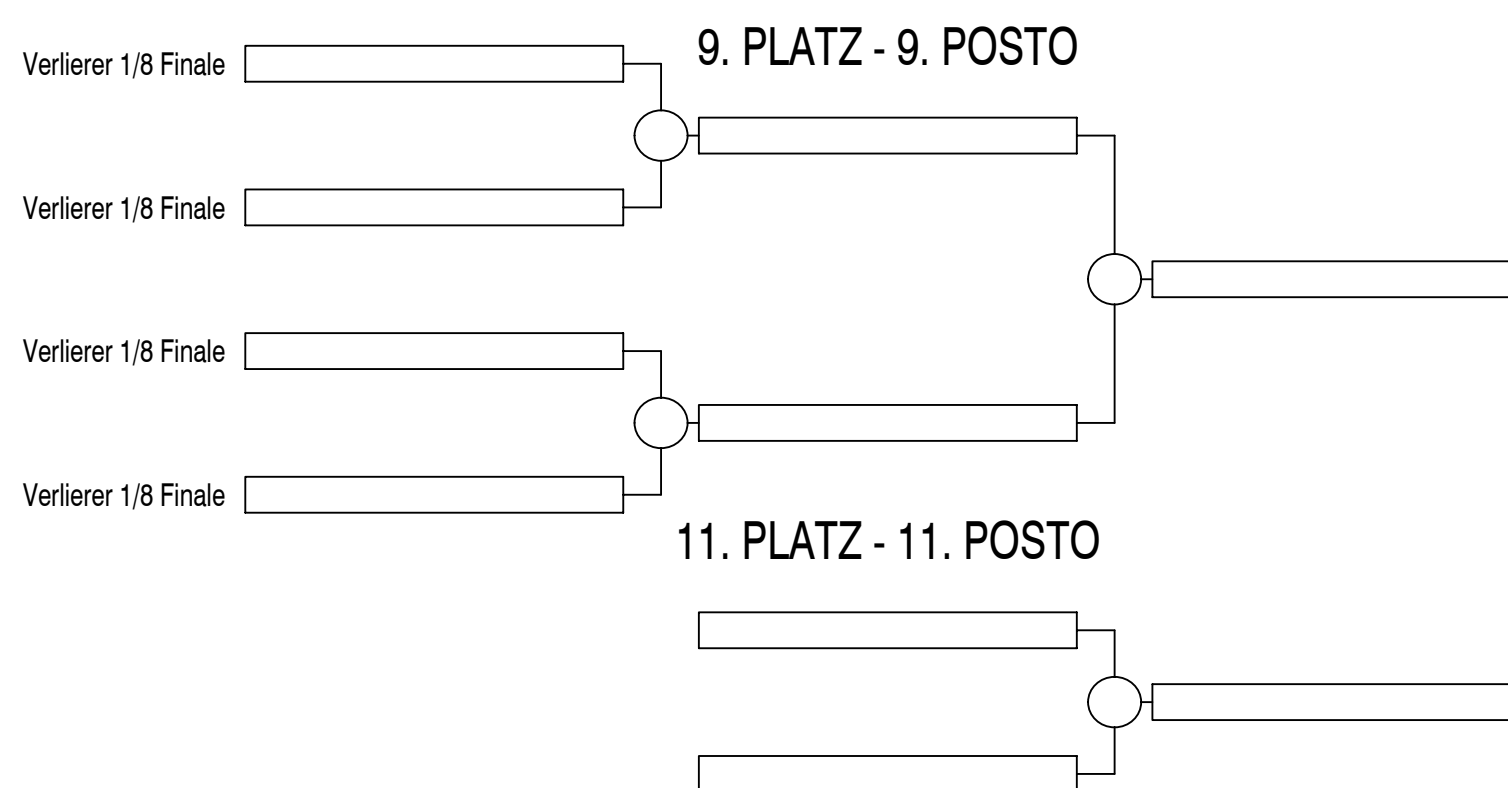 9. PLATZ - 9. POSTO
Verlierer 1/8 Finale
Verlierer 1/8 Finale
Verlierer 1/8 Finale
Verlierer 1/8 Finale
11. PLATZ - 11. POSTO